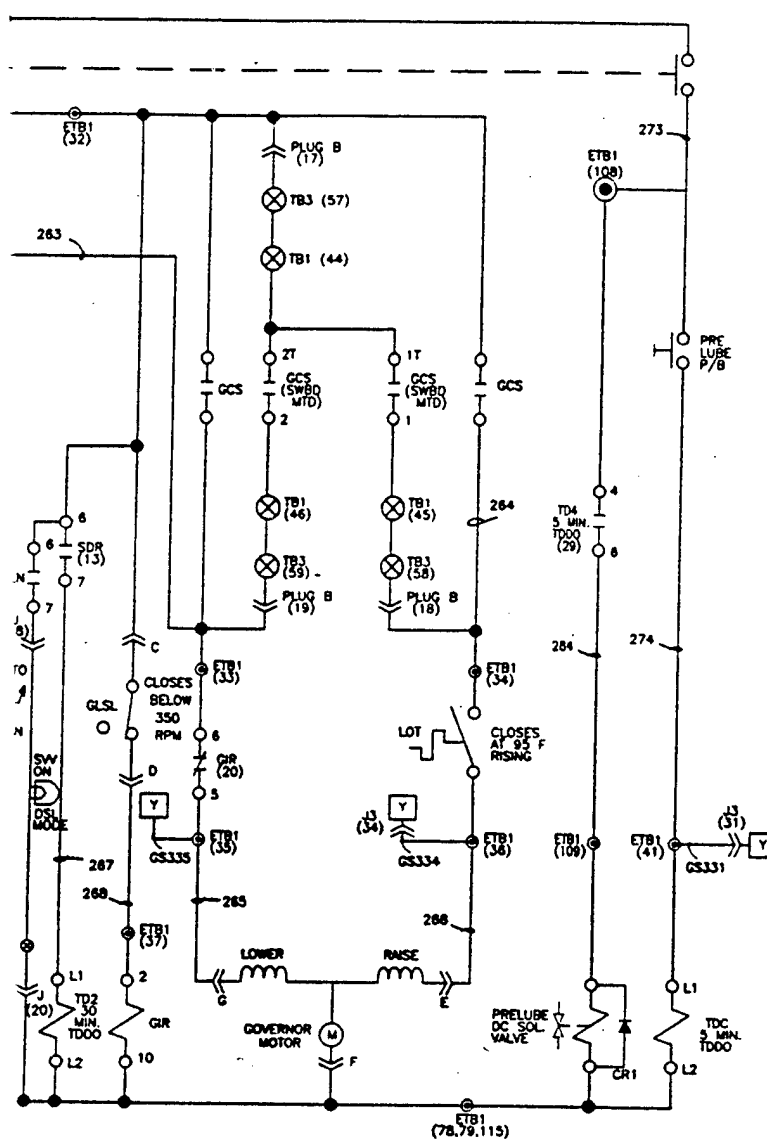 273
ETB1
(32)
ETB1
(108)
PLUG B
(17)
TB3 (57)
263
TB1 (44)
PRE
LUBE
P/B
2T
1T
GCS
GCS
(SWBD
MTD)
GCS
(SWBD
MTD)
GCS
2
1
TB1
(46)
TB1
(45)
264
4
TD4
5 MIN.
TDDO
(29)
6
6
6
SDR
(13)
N
7
7
TB3
(59)
TB3
(58)
PLUG B
(19)
PLUG B
(18)
8)
C
ETB1
(33)
ETB1
(34)
284
274
TO
N
GLSL
CLOSES
BELOW
350
RPM
6
GIR
(20)
5
LOT
CLOSES
AT 95 F
RISING
D
SW
ON
DSL
MODE
Y
Y
J3
(34)
J3
(31)
Y
ETB1
(35)
ETB1
(36)
ETB1
(109)
ETB1
(41)
GS335
GS334
GS331
267
268
265
266
ETB1
(37)
LOWER
RAISE
J
(20)
L1
TD2
30
MIN.
TDDO
L2
2
GIR
10
G
E
GOVERNOR
MOTOR
M
F
PRELUBE
DC SOL.
VALVE
CR1
L1
TDC
5 MIN.
TDDO
L2
ETB1
(78,79,115)